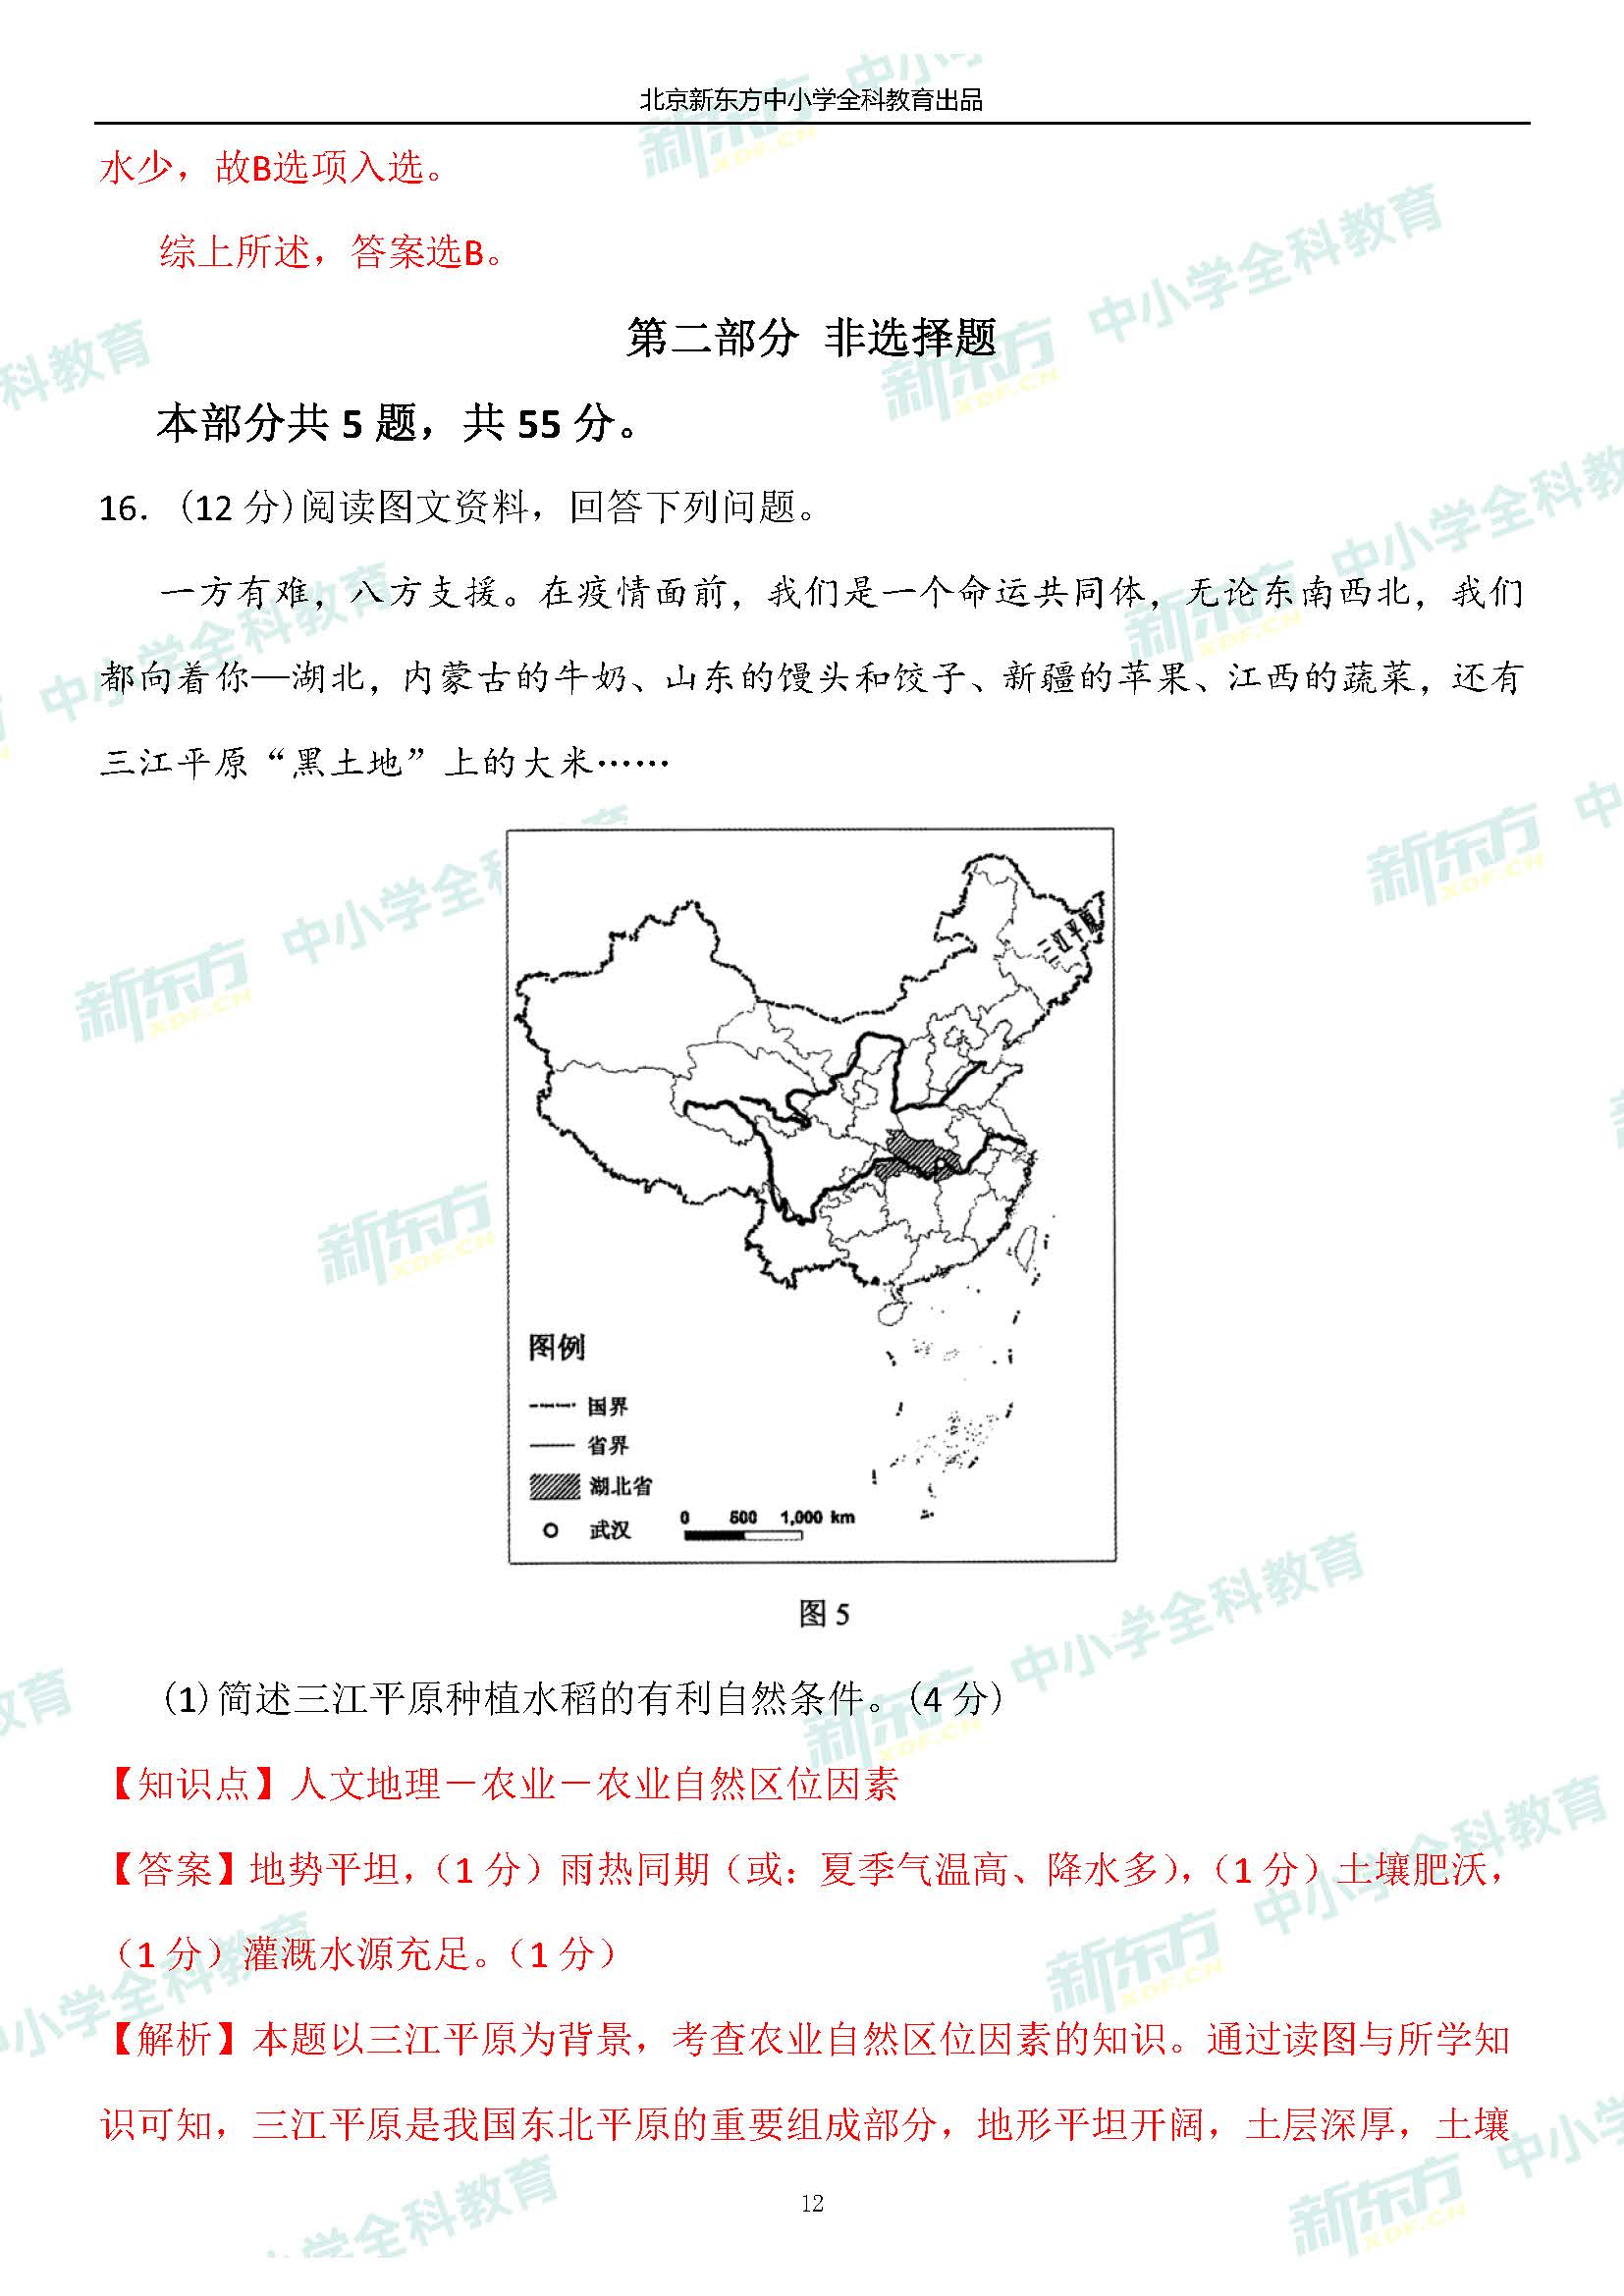 北京新东方中小学全科教育出品
水少，故B选项入选。
综上所述，答案选B。
第二部分 非选择题
本部分共 5 题，共 55 分。
16. (12 分)阅读图文资料，回答下列问题。
一方有难，八方支援。在疫情面前，我们是一个命运共同体，无论东南西北，我们
都向着你—湖北，内蒙古的牛奶、山东的馒头和饺子、新疆的苹果、江西的蔬菜，还有
三江平原“黑土地”上的大米……
三江平原
图例
国界
省界
湖北省
武汉
0 500 1,000 km
图 5
(1)简述三江平原种植水稻的有利自然条件。(4 分)
【知识点】人文地理－农业－农业自然区位因素
【答案】地势平坦，（1 分）雨热同期（或：夏季气温高、降水多），（1 分）土壤肥沃，
（1 分）灌溉水源充足。（1 分）
【解析】本题以三江平原为背景，考查农业自然区位因素的知识。通过读图与所学知
识可知，三江平原是我国东北平原的重要组成部分，地形平坦开阔，土层深厚，土壤
12
新东方 XDF.CN 中小学全科教育